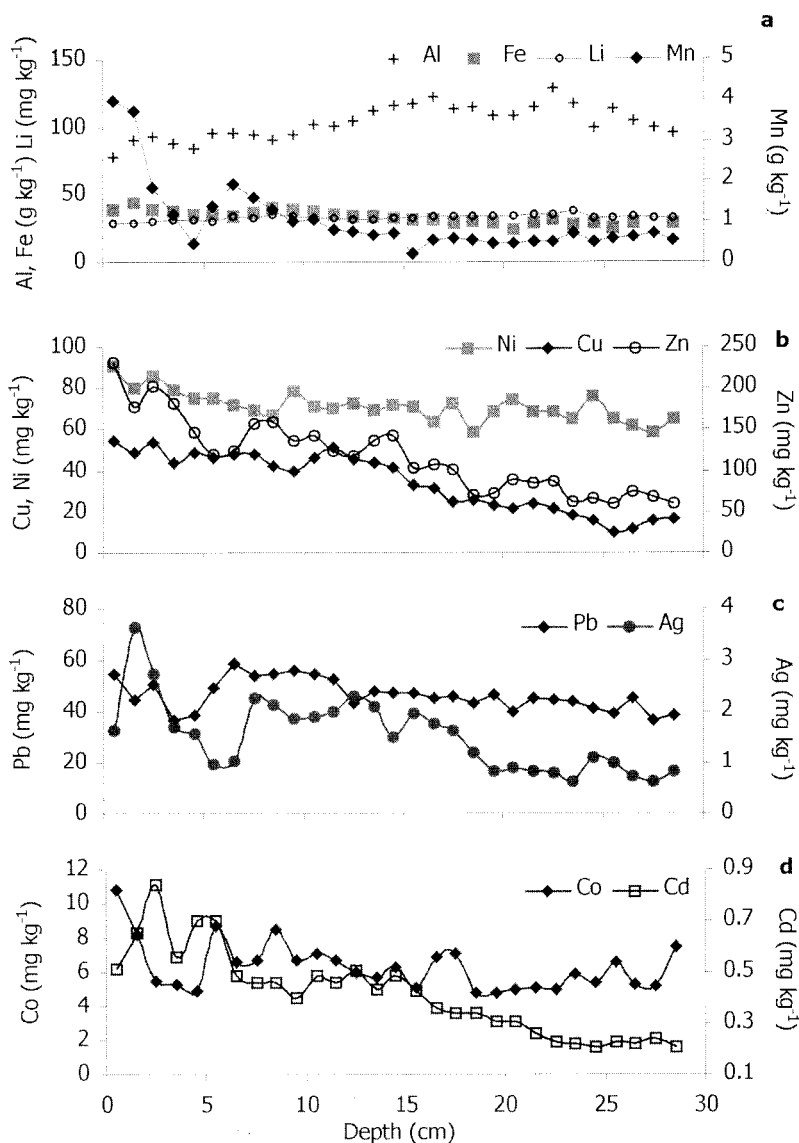 a
Al Fe Li Mn
Al, Fe (g kg⁻¹) Li (mg kg⁻¹)
150
100
50
0
Mn (g kg⁻¹)
5
4
3
2
1
0
b
Ni Cu Zn
Cu, Ni (mg kg⁻¹)
100
80
60
40
20
0
Zn (mg kg⁻¹)
250
200
150
100
50
0
c
Pb Ag
Pb (mg kg⁻¹)
80
60
40
20
0
Ag (mg kg⁻¹)
4
3
2
1
0
d
Co Cd
Co (mg kg⁻¹)
12
10
8
6
4
2
0
Cd (mg kg⁻¹)
0.9
0.7
0.5
0.3
0.1
0 5 10 15 20 25 30
Depth (cm)